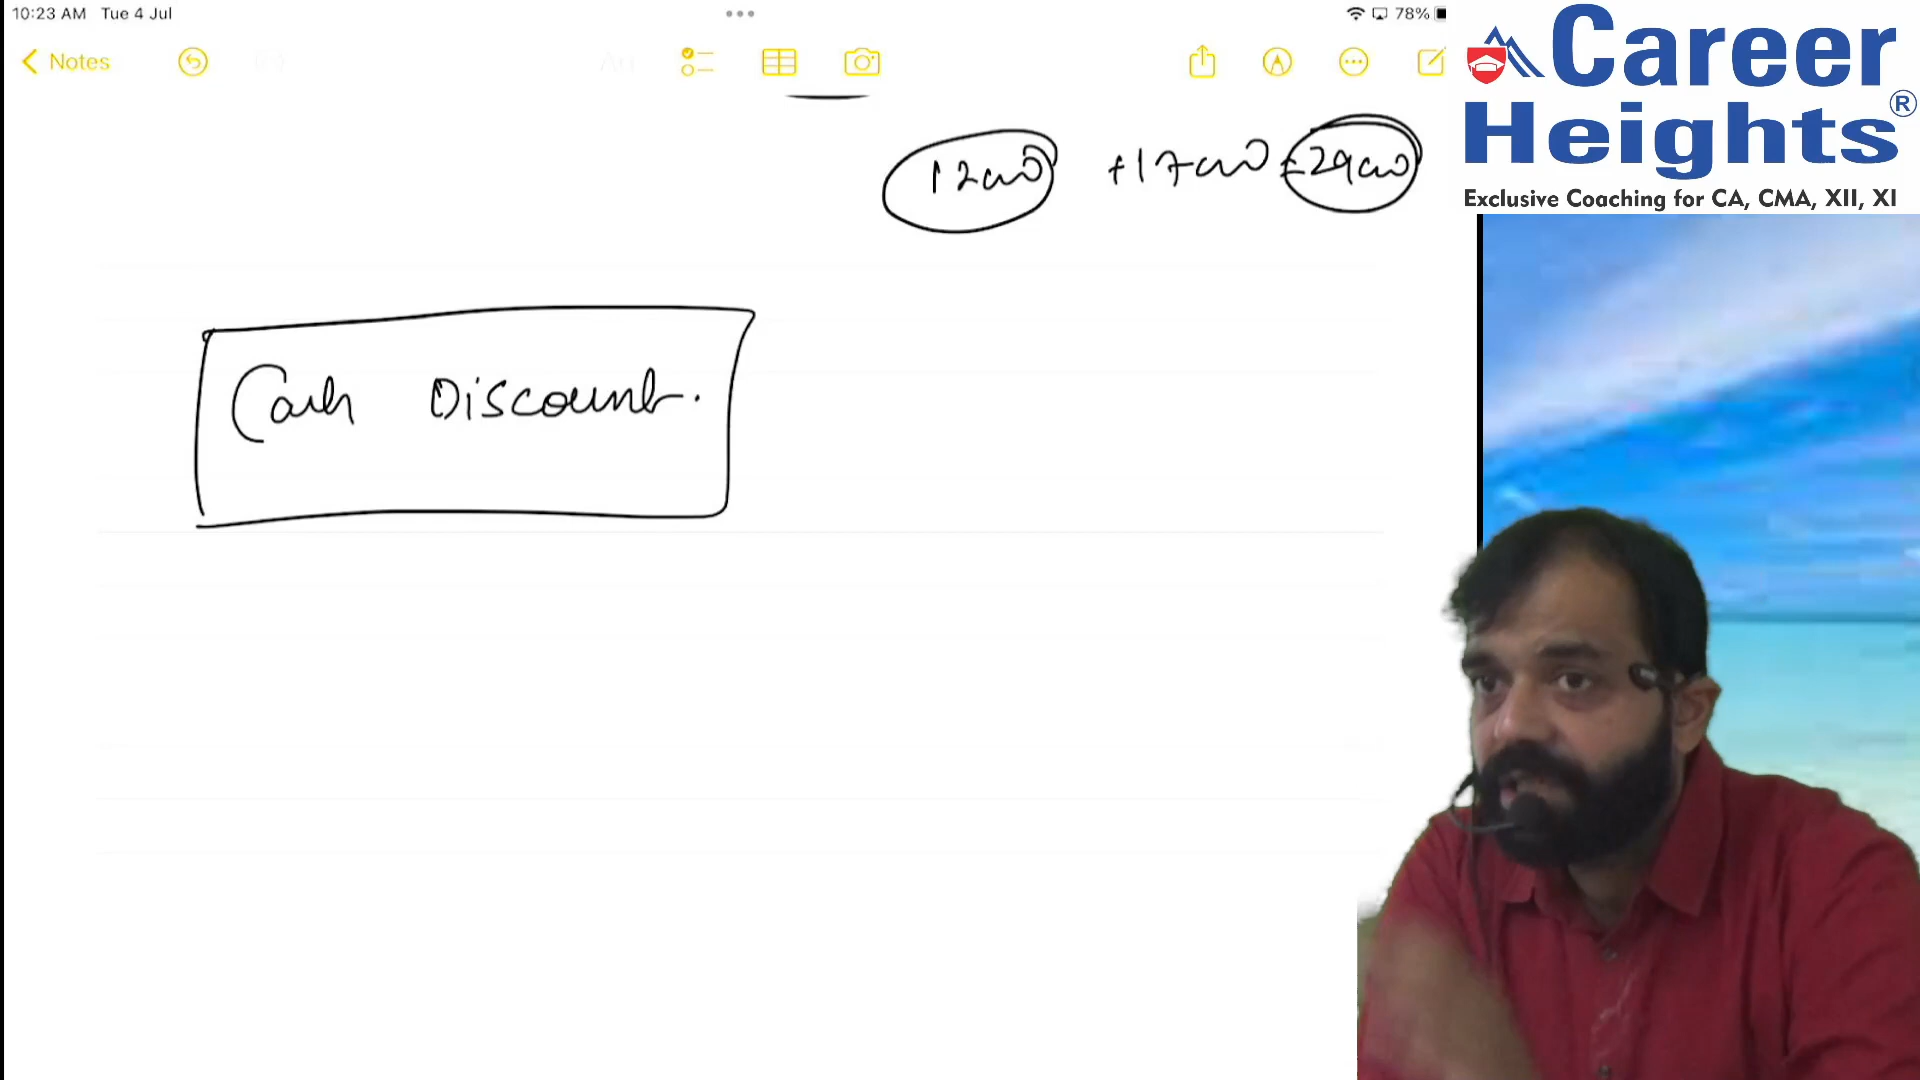 10:23 AM Tue 4 Jul
78%
Notes
12000 +17000 = 29000
Cash Discount.
Career
Heights®
Exclusive Coaching for CA, CMA, XII, XI